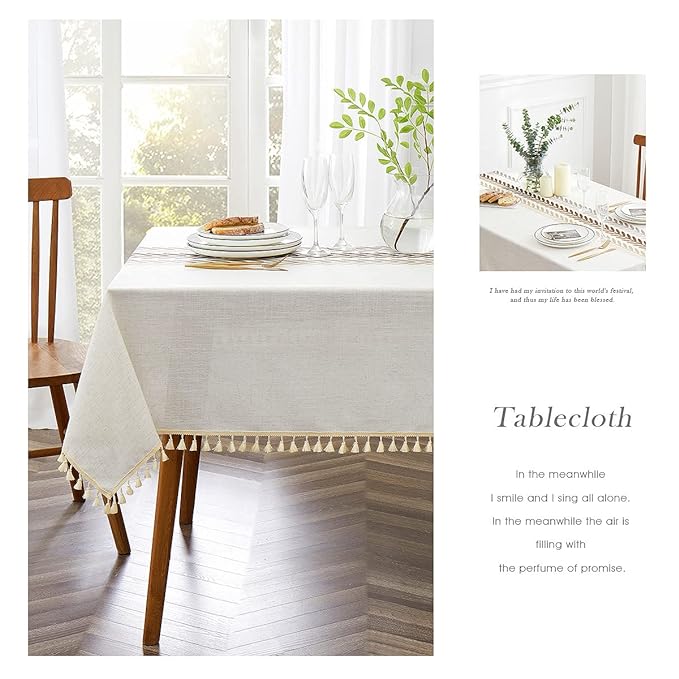 I have had my invitation to this world's festival,
and thus my life has been blessed.
Tablecloth
In the meanwhile
I smile and I sing all alone.
In the meanwhile the air is
filling with
the perfume of promise.